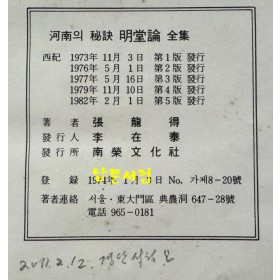 河南의 秘訣 明堂論 全集
西紀 1973年 11月 3日 第1版 發行
1976年 5月 1日 第2版 發行
1977年 5月 16日 第3版 發行
1979年 11月 10日 第4版 發行
1982年 2月 1日 第5版 發行
著者 張龍得
發行人 李在泰
發行所 南榮文化社
登錄 No. 가제8-20號
著者連絡 서울·東大門區 典農洞 647-28號
電話 965-0181
2011.2.12.